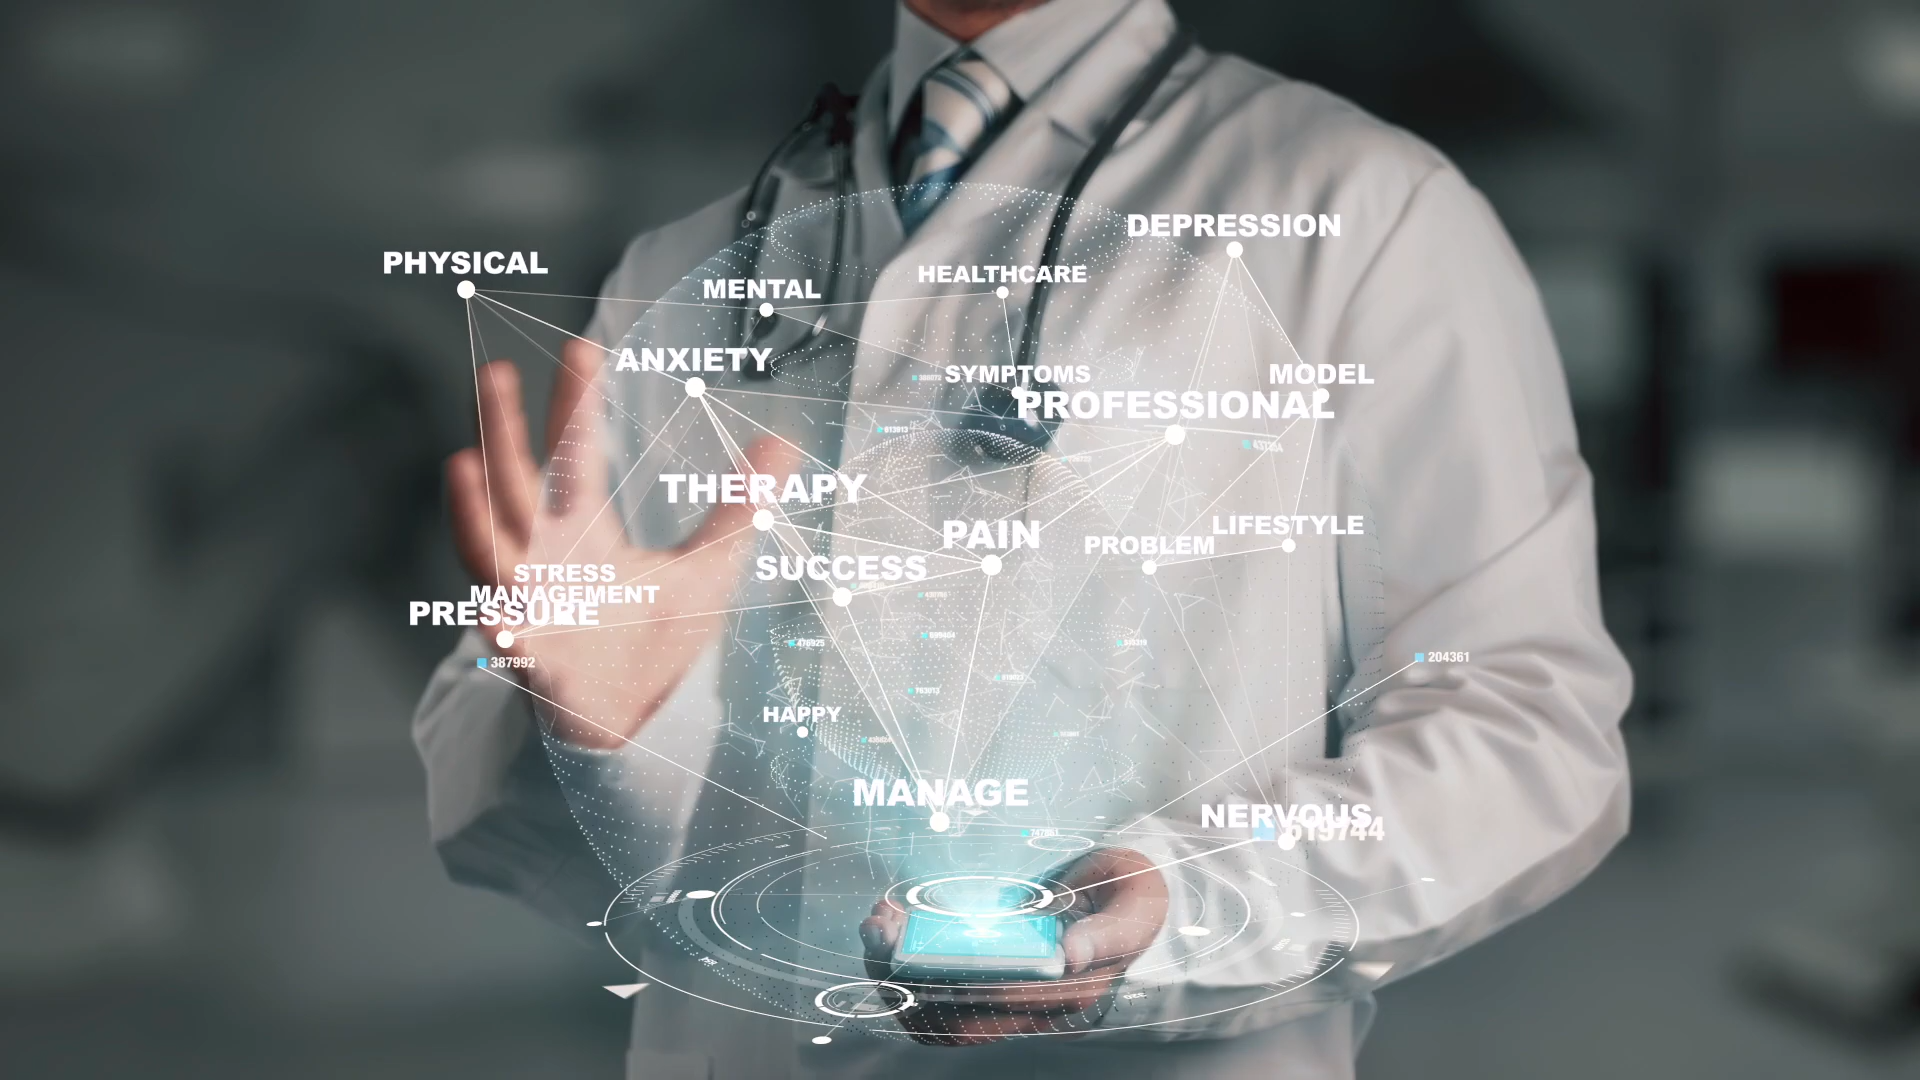 DEPRESSION
PHYSICAL
HEALTHCARE
MENTAL
ANXIETY
SYMPTOMS
MODEL
PROFESSIONAL
THERAPY
PAIN
LIFESTYLE
PROBLEM
SUCCESS
STRESS
MANAGEMENT
PRESSURE
387992
204361
HAPPY
MANAGE
NERVOUS
619744